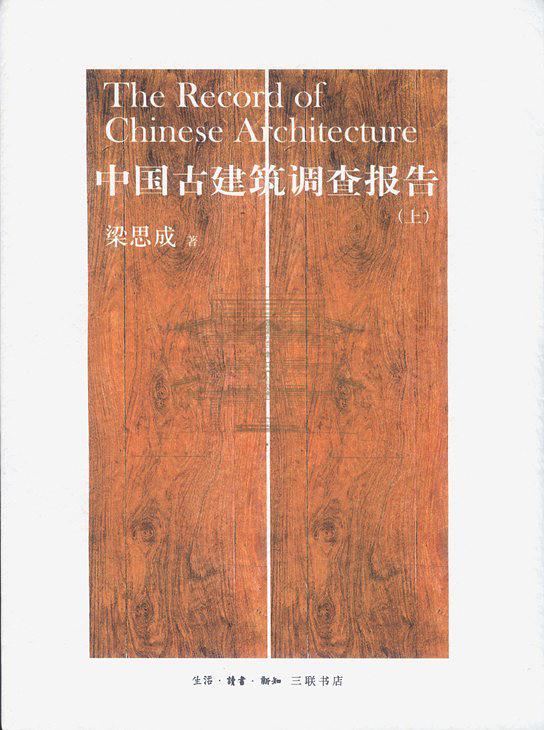 The Record of
Chinese Architecture
中国古建筑调查报告
（上）
梁思成 著
生活·讀書·新知 三联书店